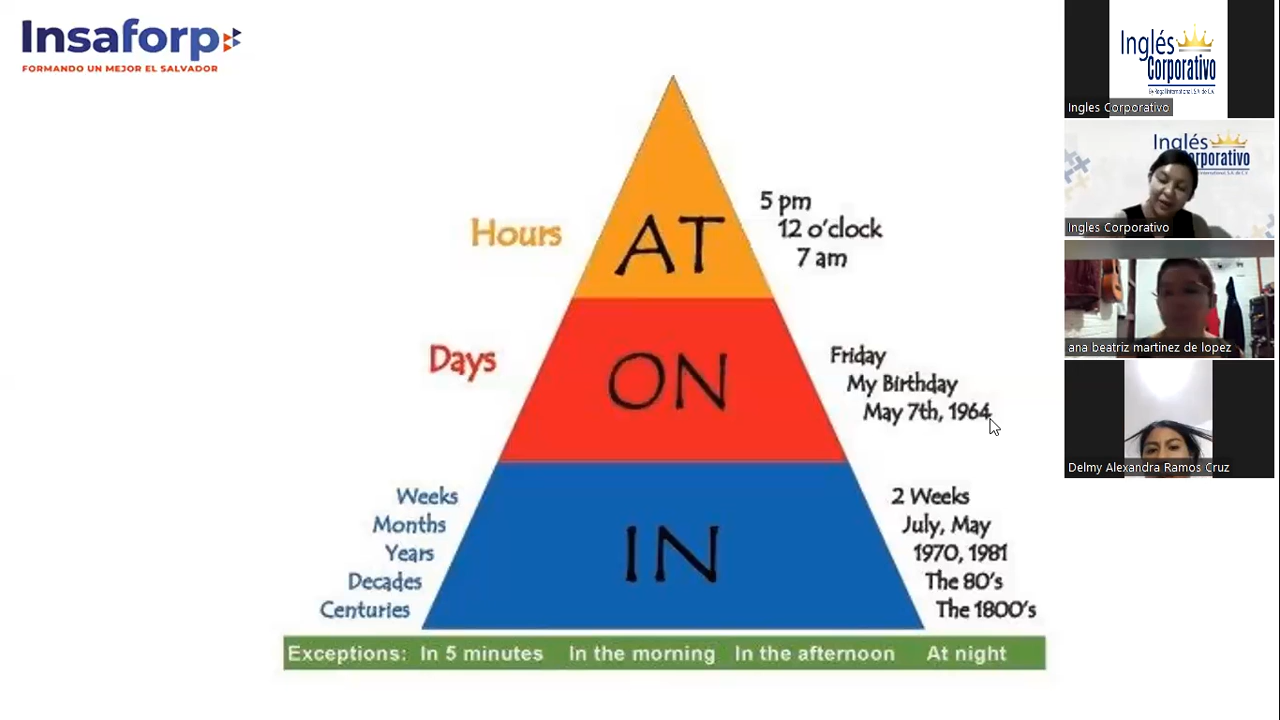 Insaforp
FORMANDO UN MEJOR EL SALVADOR
Hours
AT
5 pm
12 o'clock
7 am
Days
ON
Friday
My Birthday
May 7th, 1964
Weeks
Months
Years
Decades
Centuries
IN
2 Weeks
July, May
1970, 1981
The 80's
The 1800's
Exceptions: In 5 minutes In the morning In the afternoon At night
Inglés
Corporativo
Ingles Corporativo
Inglés
Corporativo
Ingles Corporativo
ana beatriz martinez de lopez
Delmy Alexandra Ramos Cruz